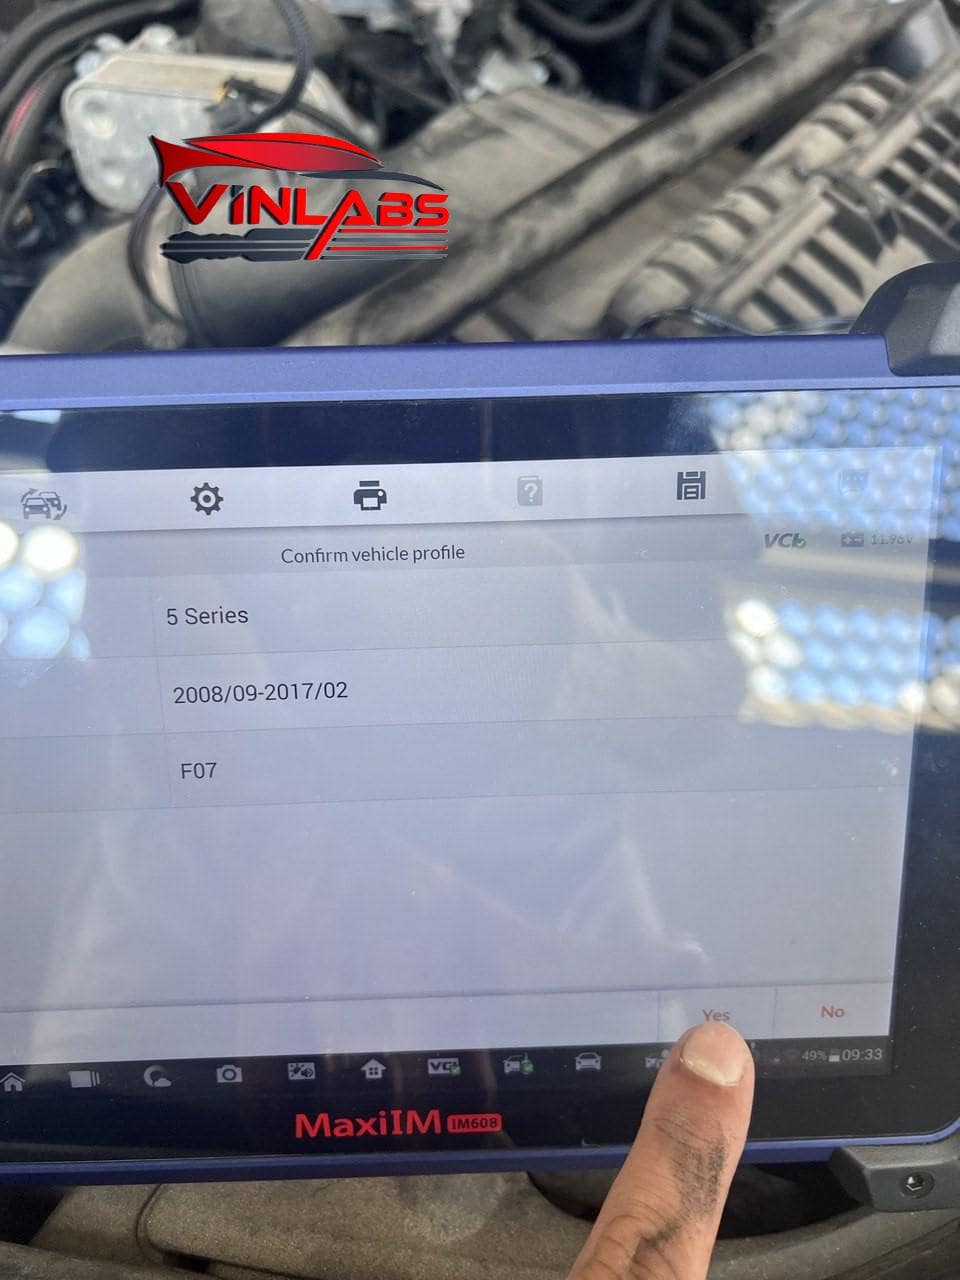 VINLABS
Confirm vehicle profile
VCI
11.96V
5 Series
2008/09-2017/02
F07
Yes
No
VCI
49%
09:33
MaxiIM IM608